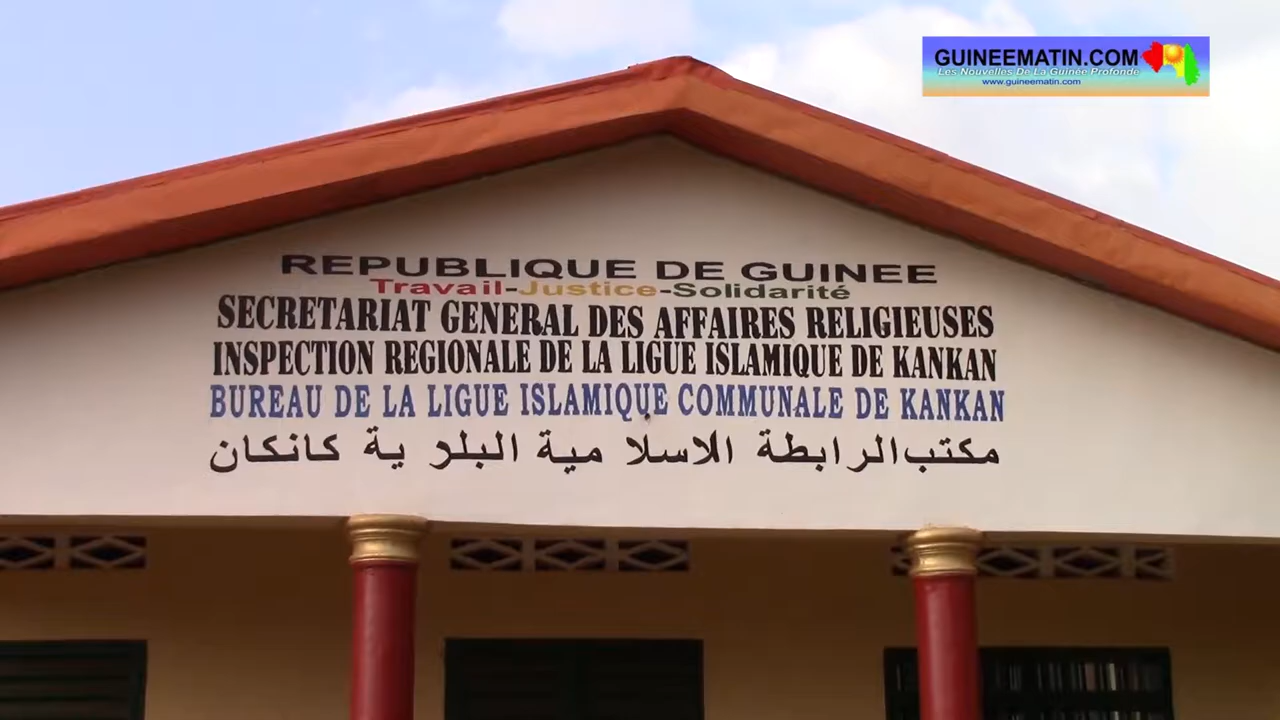 GUINEEMATIN.COM
Les Nouvelles De La Guinée Profonde
www.guineematin.com
REPUBLIQUE DE GUINEE
Travail-Justice-Solidarité
SECRETARIAT GENERAL DES AFFAIRES RELIGIEUSES
INSPECTION REGIONALE DE LA LIGUE ISLAMIQUE DE KANKAN
BUREAU DE LA LIGUE ISLAMIQUE COMMUNALE DE KANKAN
مكتب الرابطة الاسلا مية البلر ية كانكان